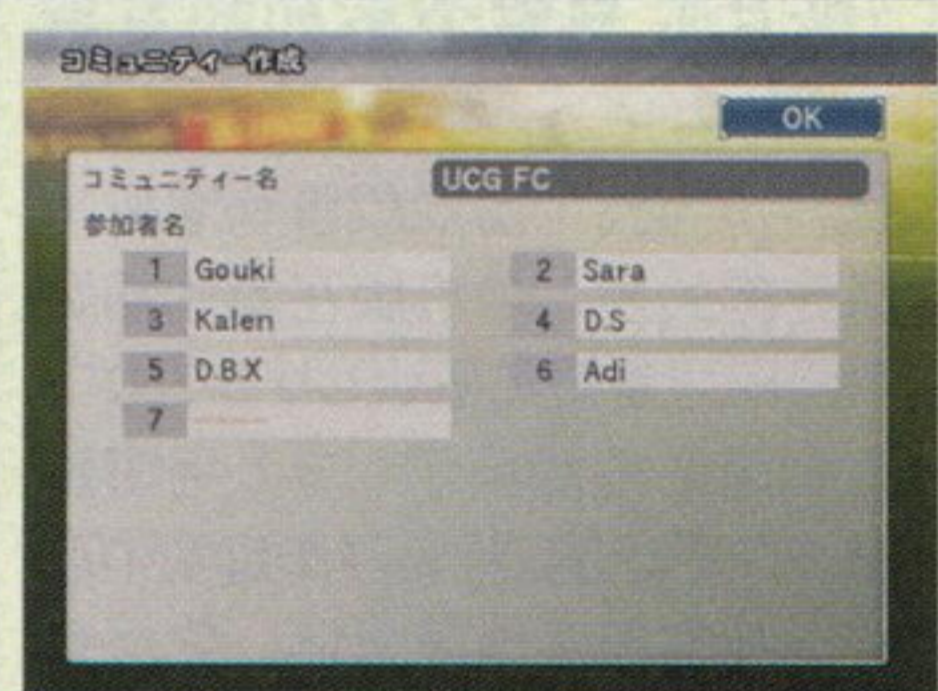 コミュニティー作成
OK
コミュニティー名 UCG FC
参加者名
1 Gouki 2 Sara
3 Kalen 4 D.S
5 D.B.X 6 Adi
7 ------